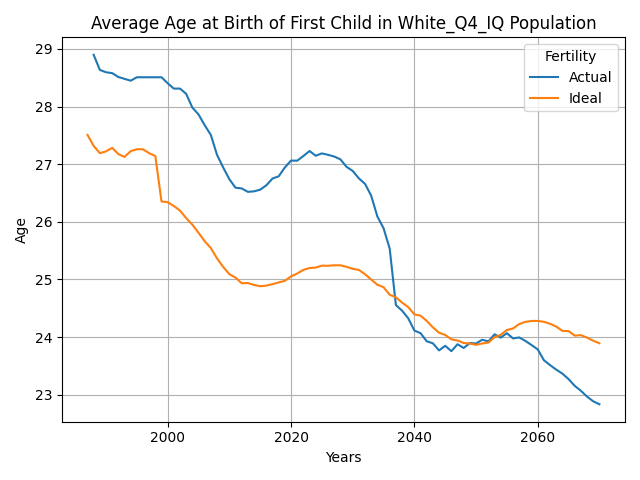 Average Age at Birth of First Child in White_Q4_IQ Population
Fertility
Actual
Ideal
29
28
27
26
25
24
23
Age
2000
2020
2040
2060
Years